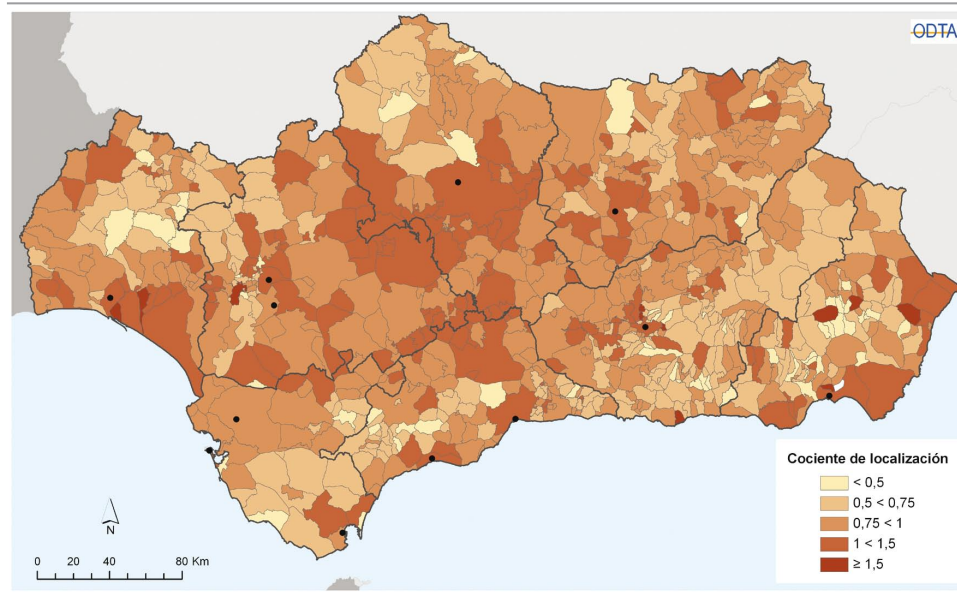 ODTA
Cociente de localización
< 0,5
0,5 < 0,75
0,75 < 1
1 < 1,5
≥ 1,5
N
0 20 40 80 Km